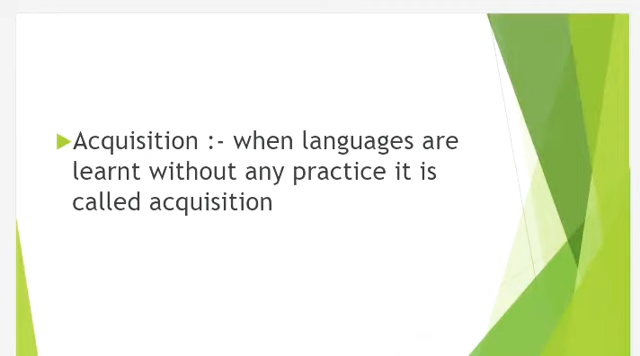 Acquisition :- when languages are
learnt without any practice it is
called acquisition